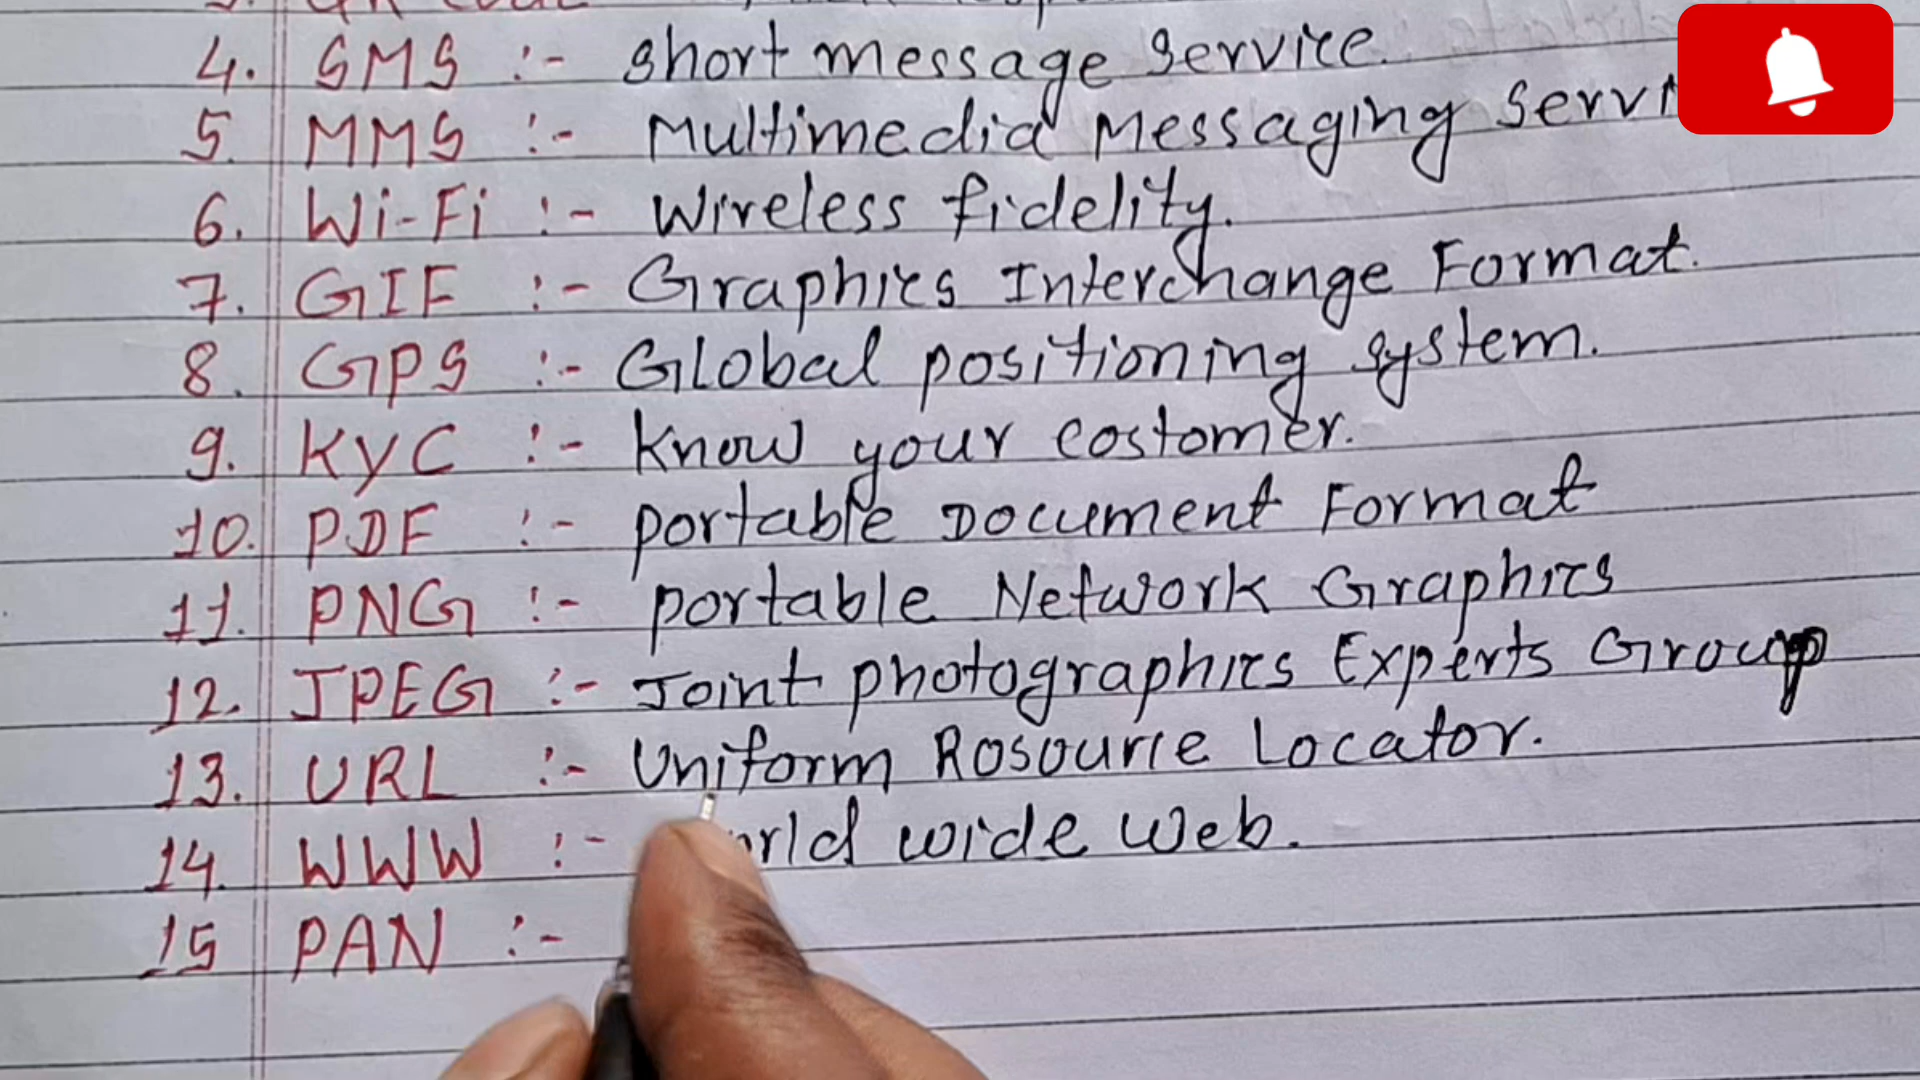 4. SMS :- Short message service.
5. MMS :- Multimedia Messaging
6. Wi-Fi :- Wireless fidelity.
7. GIF :- Graphics Interchange Format.
8. GPS :- Global positioning system.
9. KYC :- Know your costomer.
10. PDF :- portable Document Format
11. PNG :- portable Network Graphics
12. JPEG :- Joint photographics Experts Group
13. URL :- Uniform Rosource Locator.
14. WWW :- wide Web.
15 PAN :-